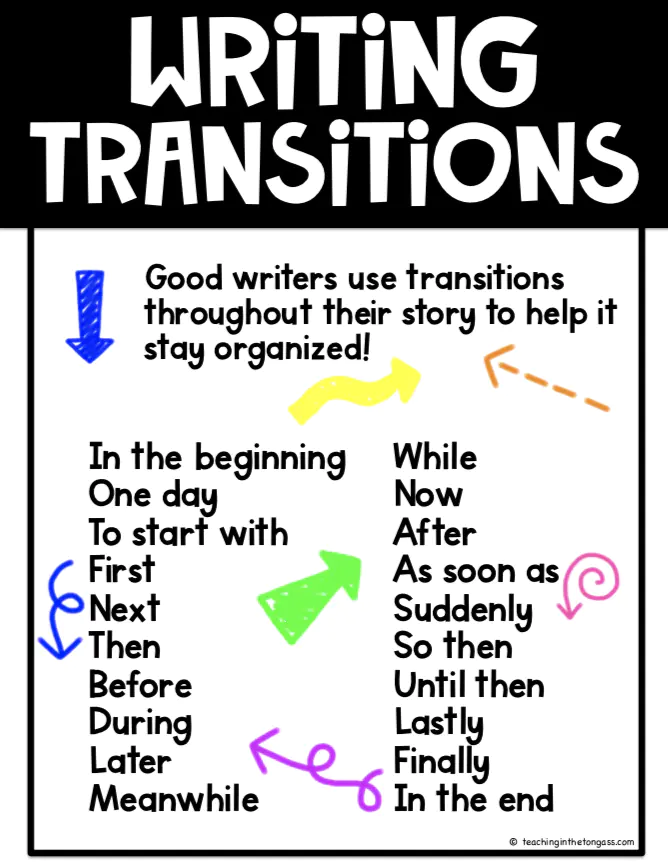 WRiTiNG
TRANSiTiONS
Good writers use transitions
throughout their story to help it
stay organized!
In the beginning
One day
To start with
First
Next
Then
Before
During
Later
Meanwhile
While
Now
After
As soon as
Suddenly
So then
Until then
Lastly
Finally
In the end
© teachinginthetongass.com